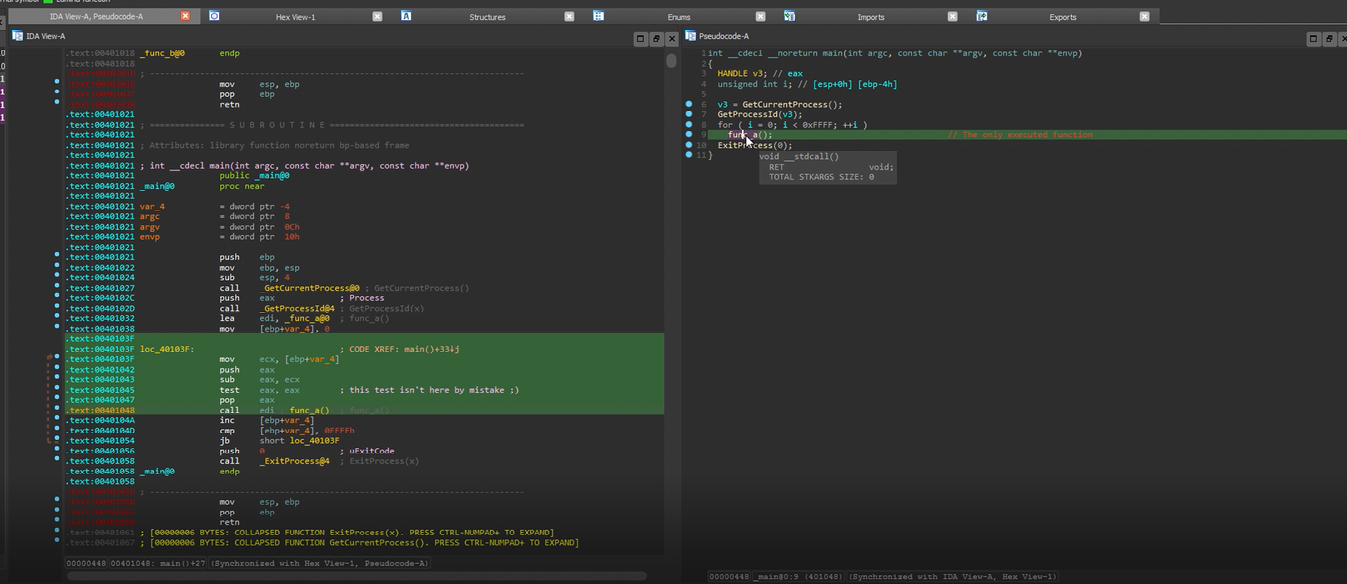 IDA View-A, Pseudocode-A
Hex View-1
Structures
Enums
Imports
Exports
IDA View-A
.text:00401018 _func_b@0 endp
.text:00401018
; ---------------------------------------------------------------------------
mov esp, ebp
pop ebp
retn
.text:00401021
.text:00401021 ; =============== S U B R O U T I N E =======================================
.text:00401021
.text:00401021 ; Attributes: library function noreturn bp-based frame
.text:00401021
.text:00401021 ; int __cdecl main(int argc, const char **argv, const char **envp)
.text:00401021 public _main@0
.text:00401021 _main@0 proc near
.text:00401021
.text:00401021 var_4 = dword ptr -4
.text:00401021 argc = dword ptr 8
.text:00401021 argv = dword ptr 0Ch
.text:00401021 envp = dword ptr 10h
.text:00401021
.text:00401021 push ebp
.text:00401022 mov ebp, esp
.text:00401024 sub esp, 4
.text:00401027 call _GetCurrentProcess@0 ; GetCurrentProcess()
.text:0040102C push eax ; Process
.text:0040102D call _GetProcessId@4 ; GetProcessId(x)
.text:00401032 lea edi, _func_a@0 ; func_a()
.text:00401038 mov [ebp+var_4], 0
.text:0040103F
.text:0040103F loc_40103F: ; CODE XREF: main()+33↓j
.text:0040103F mov ecx, [ebp+var_4]
.text:00401042 push eax
.text:00401043 sub eax, ecx
.text:00401045 test eax, eax ; this test isn't here by mistake ;)
.text:00401047 pop eax
.text:00401048 call edi func_a() ; func_a()
.text:0040104A inc [ebp+var_4]
.text:0040104D cmp [ebp+var_4], 0FFFFh
.text:00401054 jb short loc_40103F
.text:00401056 push 0 ; uExitCode
.text:00401058 call _ExitProcess@4 ; ExitProcess(x)
.text:00401058 _main@0 endp
.text:00401058
; ---------------------------------------------------------------------------
mov esp, ebp
pop ebp
retn
.text:00401061 ; [00000006 BYTES: COLLAPSED FUNCTION ExitProcess(x). PRESS CTRL-NUMPAD+ TO EXPAND]
.text:00401067 ; [00000006 BYTES: COLLAPSED FUNCTION GetCurrentProcess(). PRESS CTRL-NUMPAD+ TO EXPAND]
00000448 00401048: main()+27 (Synchronized with Hex View-1, Pseudocode-A)
Pseudocode-A
1 int __cdecl __noreturn main(int argc, const char **argv, const char **envp)
2 {
3 HANDLE v3; // eax
4 unsigned int i; // [esp+0h] [ebp-4h]
5
6 v3 = GetCurrentProcess();
7 GetProcessId(v3);
8 for ( i = 0; i < 0xFFFF; ++i )
9 func_a(); // The only executed function
10 ExitProcess(0);
11 }
void __stdcall()
RET void;
TOTAL STKARGS SIZE: 0
00000448 _main@0:9 (401048) (Synchronized with IDA View-A, Hex View-1)